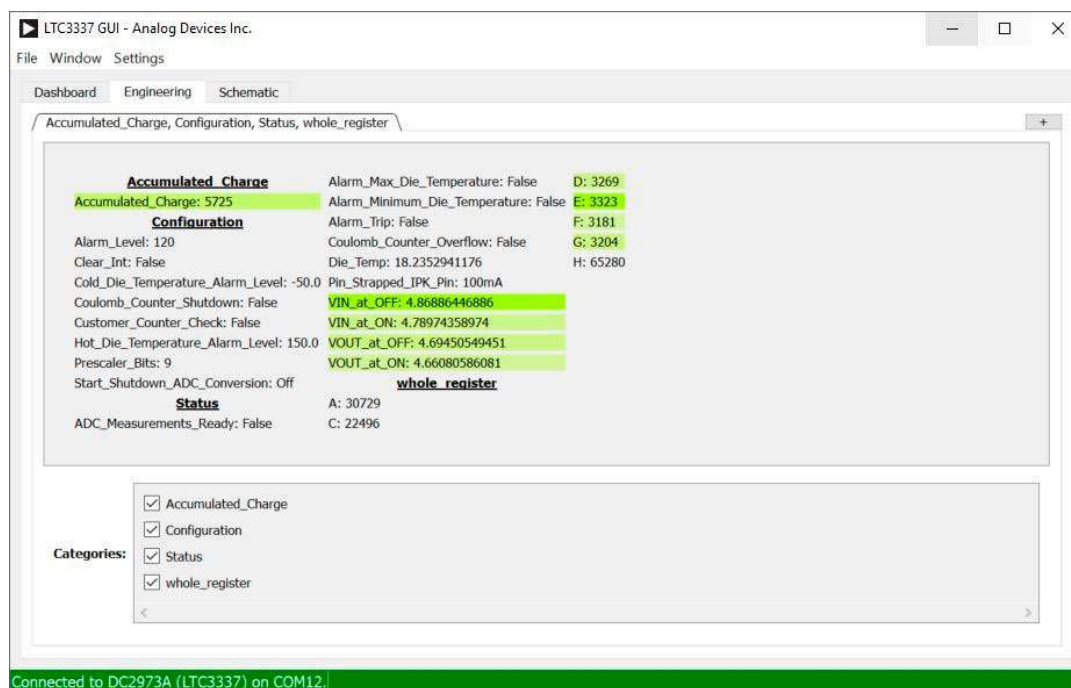 LTC3337 GUI - Analog Devices Inc.
File Window Settings
Dashboard Engineering Schematic
Accumulated_Charge, Configuration, Status, whole_register
+
Accumulated_Charge
Accumulated_Charge: 5725
Configuration
Alarm_Level: 120
Clear_Int: False
Cold_Die_Temperature_Alarm_Level: -50.0
Coulomb_Counter_Shutdown: False
Customer_Counter_Check: False
Hot_Die_Temperature_Alarm_Level: 150.0
Prescaler_Bits: 9
Start_Shutdown_ADC_Conversion: Off
Status
ADC_Measurements_Ready: False
Alarm_Max_Die_Temperature: False
Alarm_Minimum_Die_Temperature: False
Alarm_Trip: False
Coulomb_Counter_Overflow: False
Die_Temp: 18.2352941176
Pin_Strapped_IPK_Pin: 100mA
VIN_at_OFF: 4.86886446886
VIN_at_ON: 4.78974358974
VOUT_at_OFF: 4.69450549451
VOUT_at_ON: 4.66080586081
whole_register
A: 30729
C: 22496
D: 3269
E: 3323
F: 3181
G: 3204
H: 65280
Categories:
Accumulated_Charge
Configuration
Status
whole_register
Connected to DC2973A (LTC3337) on COM12.